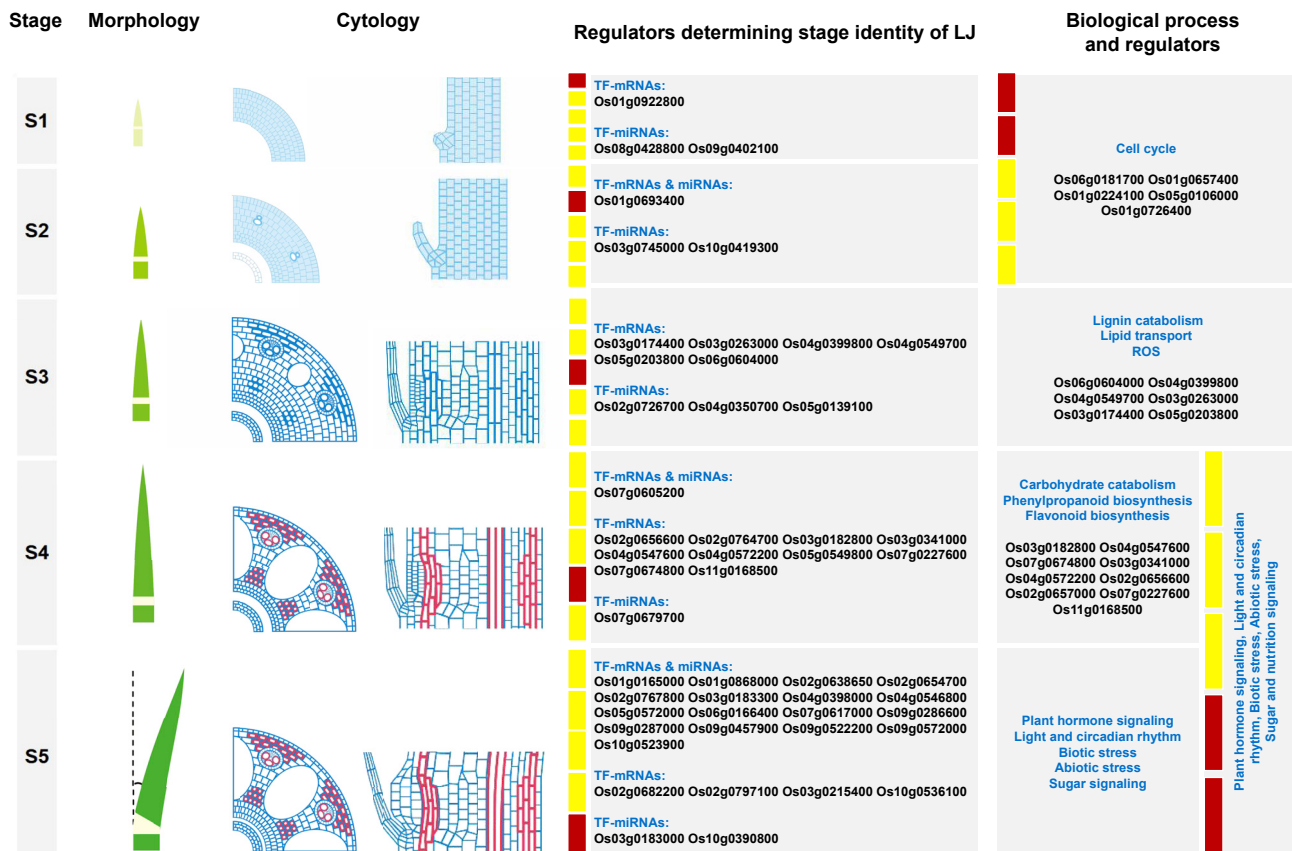 Stage
Morphology
Cytology
Regulators determining stage identity of LJ
Biological process
and regulators
S1
TF-mRNAs:
Os01g0922800
TF-miRNAs:
Os08g0428800 Os09g0402100
S2
TF-mRNAs & miRNAs:
Os01g0693400
TF-miRNAs:
Os03g0745000 Os10g0419300
Cell cycle
Os06g0181700 Os01g0657400
Os01g0224100 Os05g0106000
Os01g0726400
S3
TF-mRNAs:
Os03g0174400 Os03g0263000 Os04g0399800 Os04g0549700
Os05g0203800 Os06g0604000
TF-miRNAs:
Os02g0726700 Os04g0350700 Os05g0139100
Lignin catabolism
Lipid transport
ROS
Os06g0604000 Os04g0399800
Os04g0549700 Os03g0263000
Os03g0174400 Os05g0203800
S4
TF-mRNAs & miRNAs:
Os07g0605200
TF-mRNAs:
Os02g0656600 Os02g0764700 Os03g0182800 Os03g0341000
Os04g0547600 Os04g0572200 Os05g0549800 Os07g0227600
Os07g0674800 Os11g0168500
TF-miRNAs:
Os07g0679700
Carbohydrate catabolism
Phenylpropanoid biosynthesis
Flavonoid biosynthesis
Os03g0182800 Os04g0547600
Os07g0674800 Os03g0341000
Os04g0572200 Os02g0656600
Os02g0657000 Os07g0227600
Os11g0168500
S5
TF-mRNAs & miRNAs:
Os01g0165000 Os01g0868000 Os02g0638650 Os02g0654700
Os02g0767800 Os03g0183300 Os04g0398000 Os04g0546800
Os05g0572000 Os06g0166400 Os07g0617000 Os09g0286600
Os09g0287000 Os09g0457900 Os09g0522200 Os09g0572000
Os10g0523900
TF-mRNAs:
Os02g0682200 Os02g0797100 Os03g0215400 Os10g0536100
TF-miRNAs:
Os03g0183000 Os10g0390800
Plant hormone signaling
Light and circadian rhythm
Biotic stress
Abiotic stress
Sugar signaling
Plant hormone signaling, Light and circadian
rhythm, Biotic stress, Abiotic stress,
Sugar and nutrition signaling